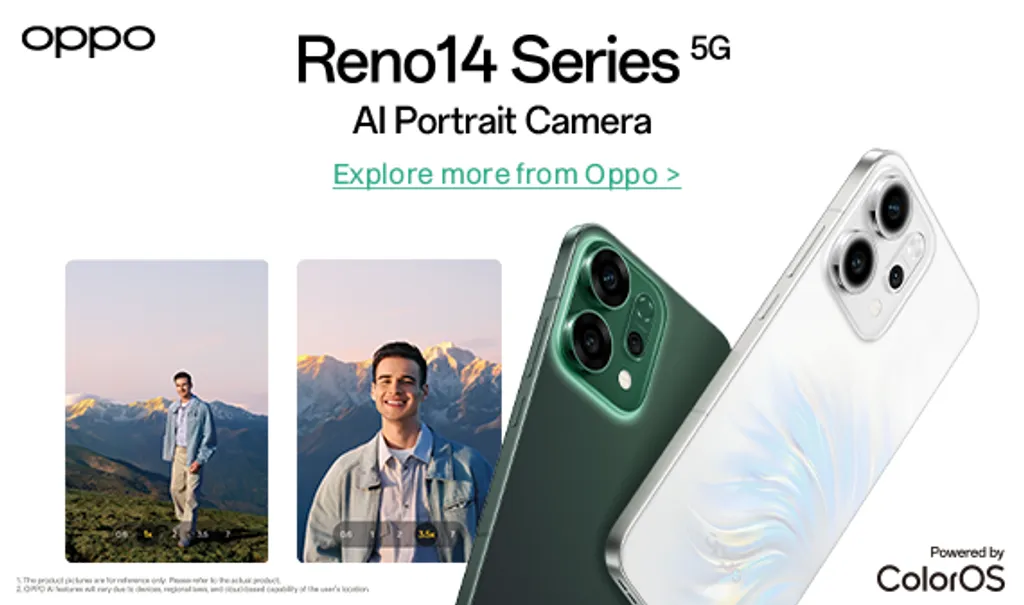 oppo
Reno14 Series 5G
AI Portrait Camera
Explore more from Oppo >
0.6 1x 2 3.5 7
0.6 1 2 3.5x 7
1. The product pictures are for reference only. Please refer to the actual product.
2. OPPO AI features will vary due to devices, regional laws, and cloud-based capability of the user's location.
Powered by
ColorOS